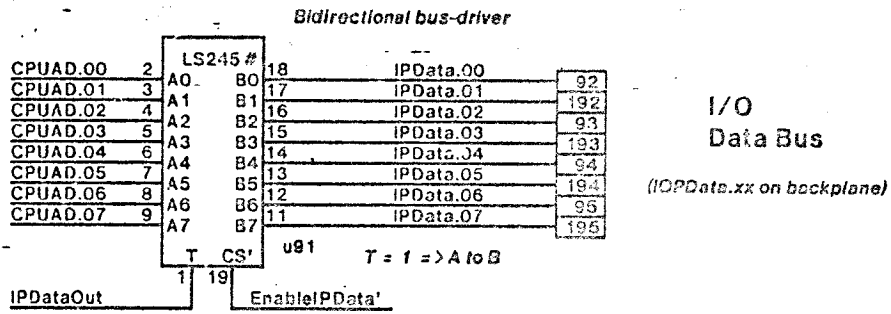 Bidirectional bus-driver
LS245 #
CPUAD.00 2 A0 B0 18 IPData.00 92
CPUAD.01 3 A1 B1 17 IPData.01 192
CPUAD.02 4 A2 B2 16 IPData.02 93
CPUAD.03 5 A3 B3 15 IPData.03 193
CPUAD.04 6 A4 B4 14 IPData.04 94
CPUAD.05 7 A5 B5 13 IPData.05 194
CPUAD.06 8 A6 B6 12 IPData.06 95
CPUAD.07 9 A7 B7 11 IPData.07 195
I/O
Data Bus
(IOPData.xx on backplane)
T CS' u91 T = 1 => A to B
1 19
IPDataOut EnableIPData'